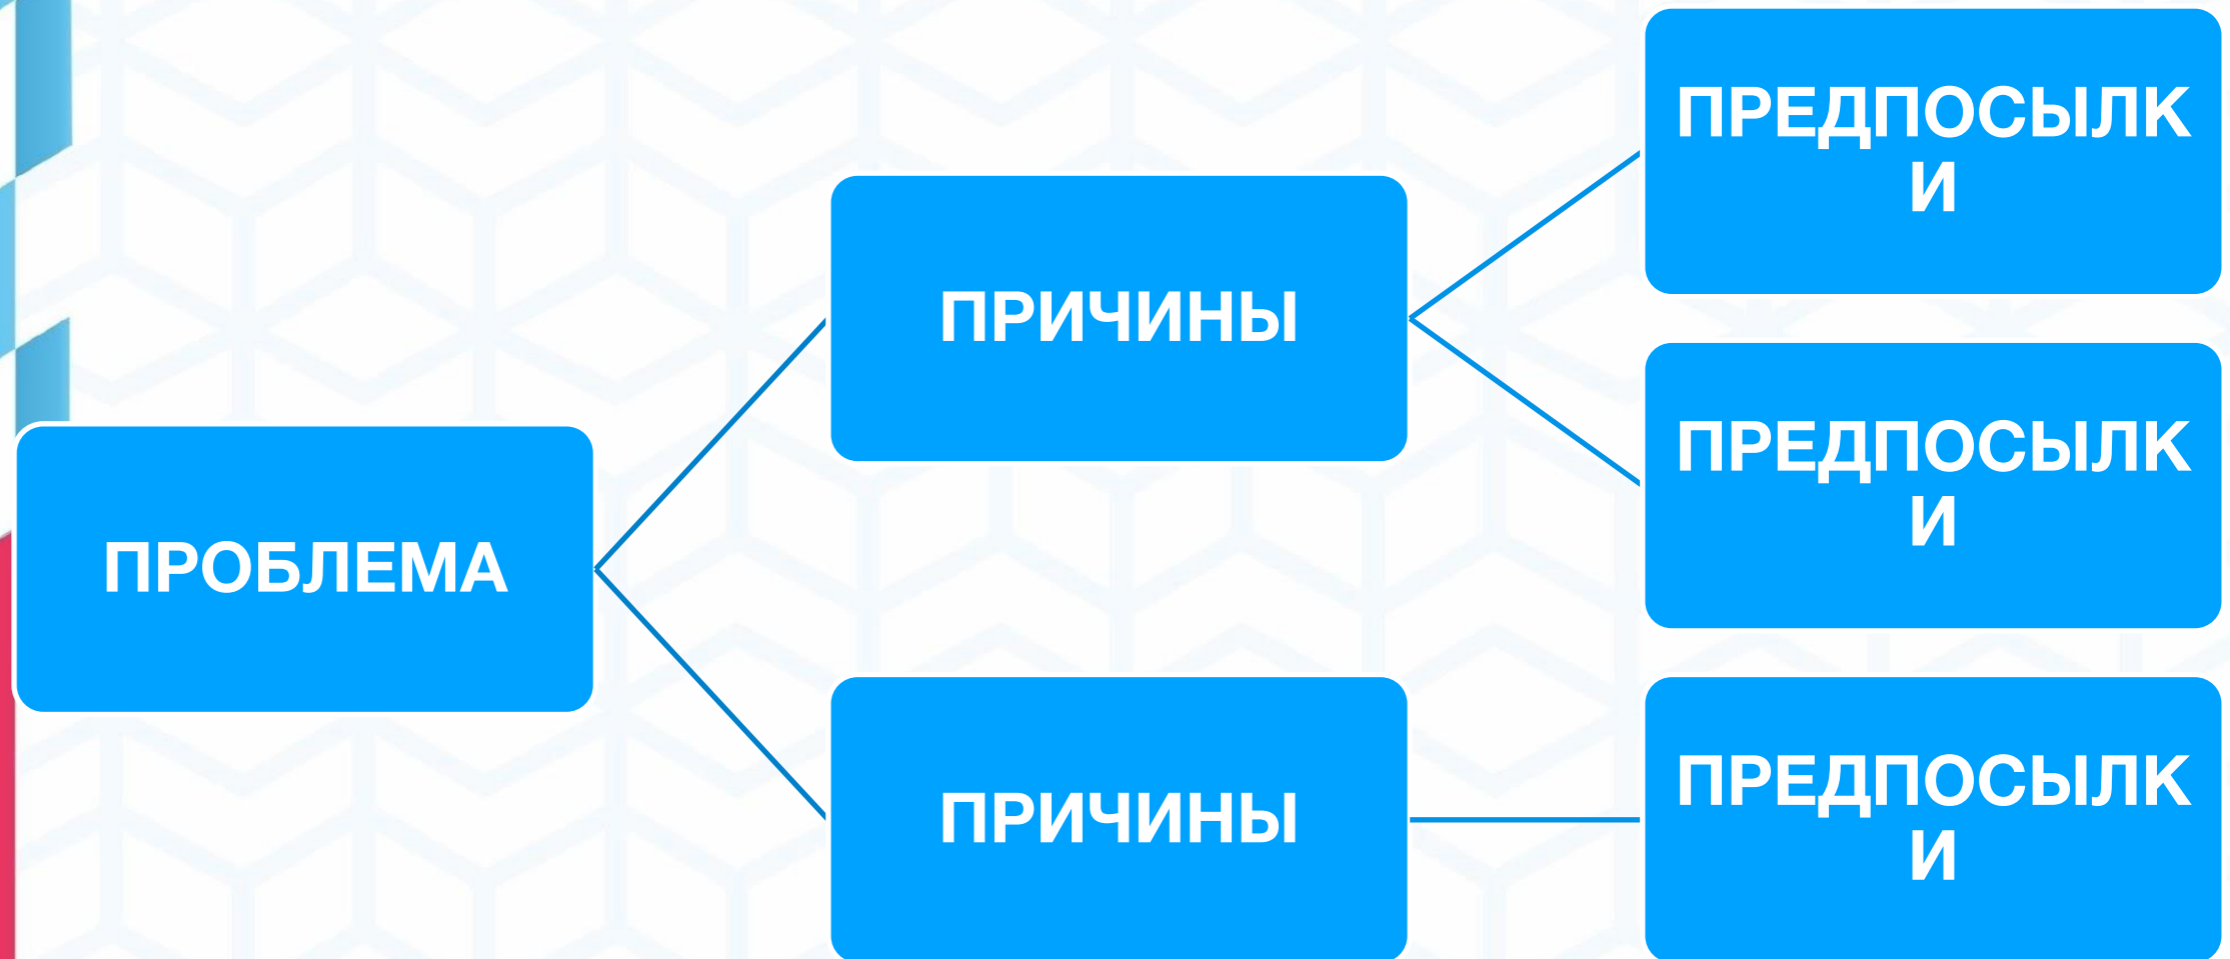 ПРОБЛЕМА
ПРИЧИНЫ
ПРЕДПОСЫЛК
И
ПРЕДПОСЫЛК
И
ПРИЧИНЫ
ПРЕДПОСЫЛК
И